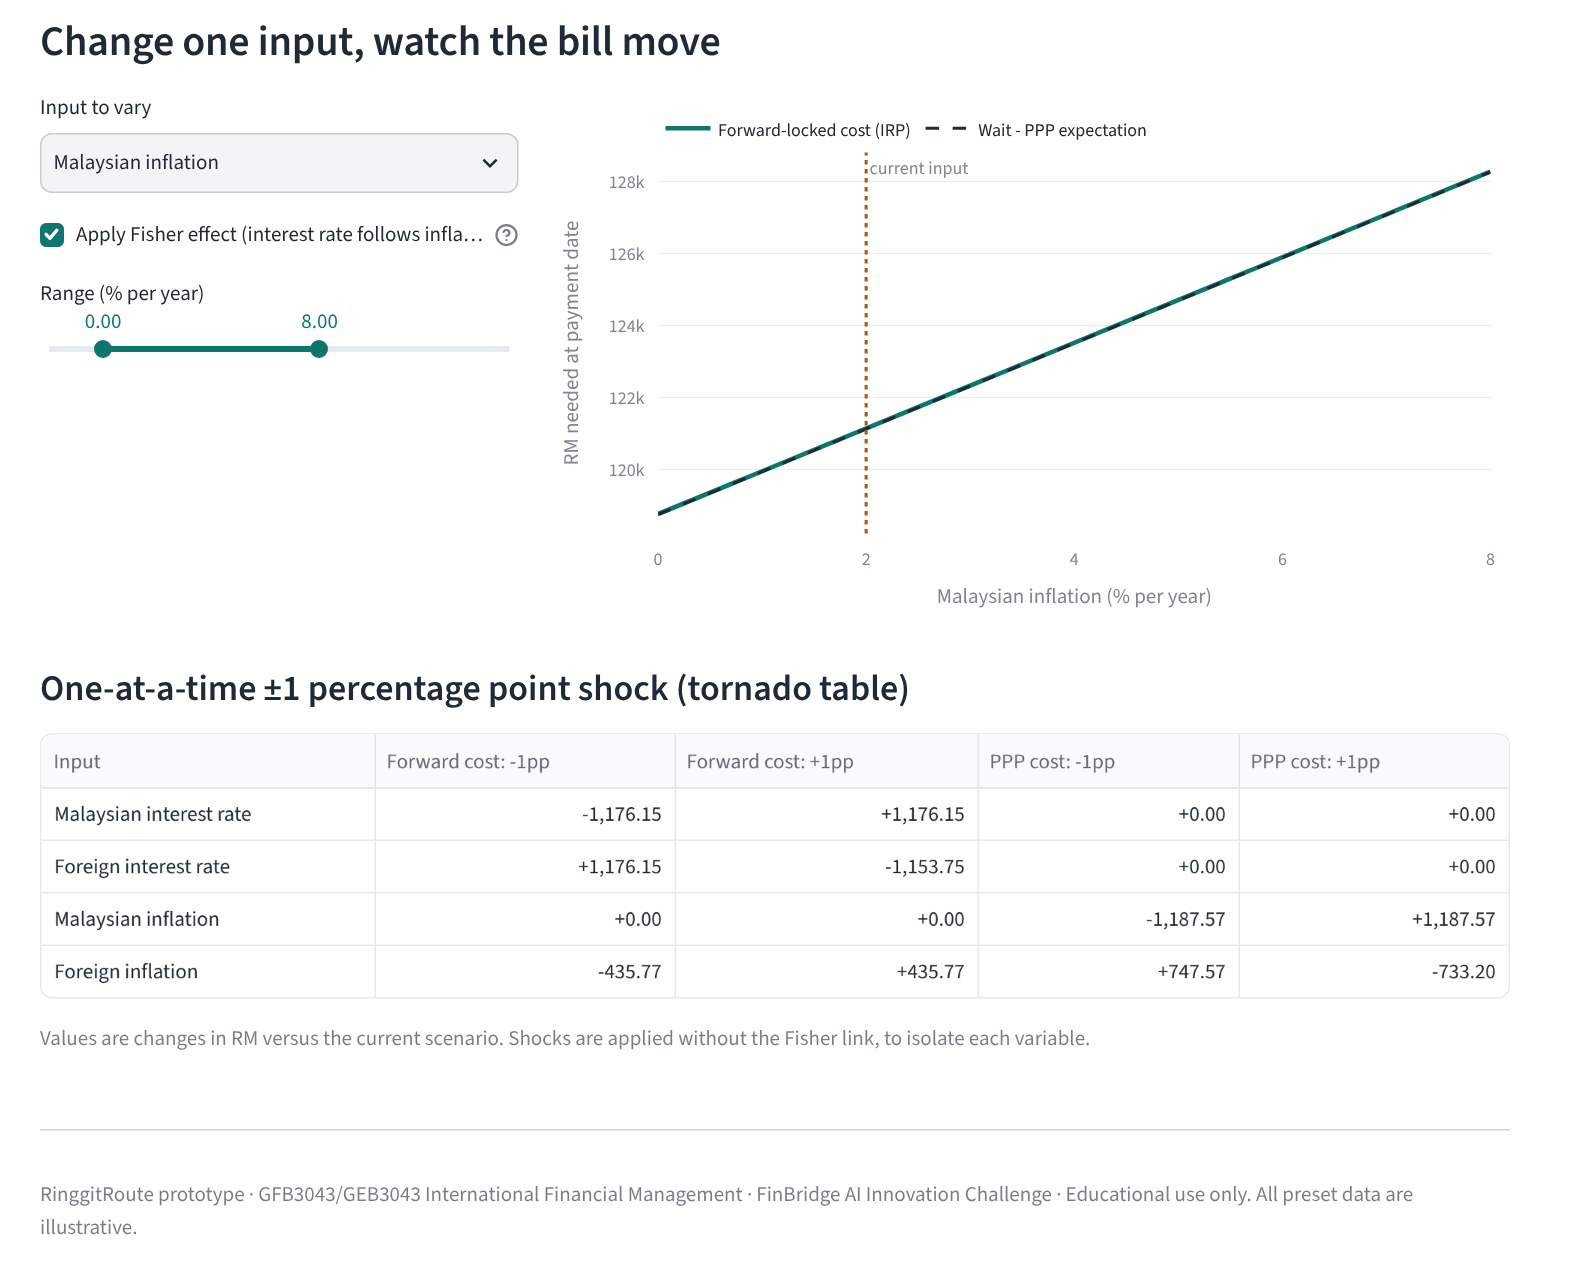 Change one input, watch the bill move
Input to vary
Malaysian inflation
Apply Fisher effect (interest rate follows infla...
Range (% per year)
0.00 8.00
Forward-locked cost (IRP) Wait - PPP expectation
current input
128k
126k
124k
122k
120k
RM needed at payment date
0 2 4 6 8
Malaysian inflation (% per year)
One-at-a-time ±1 percentage point shock (tornado table)
Input Forward cost: -1pp Forward cost: +1pp PPP cost: -1pp PPP cost: +1pp
Malaysian interest rate -1,176.15 +1,176.15 +0.00 +0.00
Foreign interest rate +1,176.15 -1,153.75 +0.00 +0.00
Malaysian inflation +0.00 +0.00 -1,187.57 +1,187.57
Foreign inflation -435.77 +435.77 +747.57 -733.20
Values are changes in RM versus the current scenario. Shocks are applied without the Fisher link, to isolate each variable.
RinggitRoute prototype · GFB3043/GEB3043 International Financial Management · FinBridge AI Innovation Challenge · Educational use only. All preset data are
illustrative.